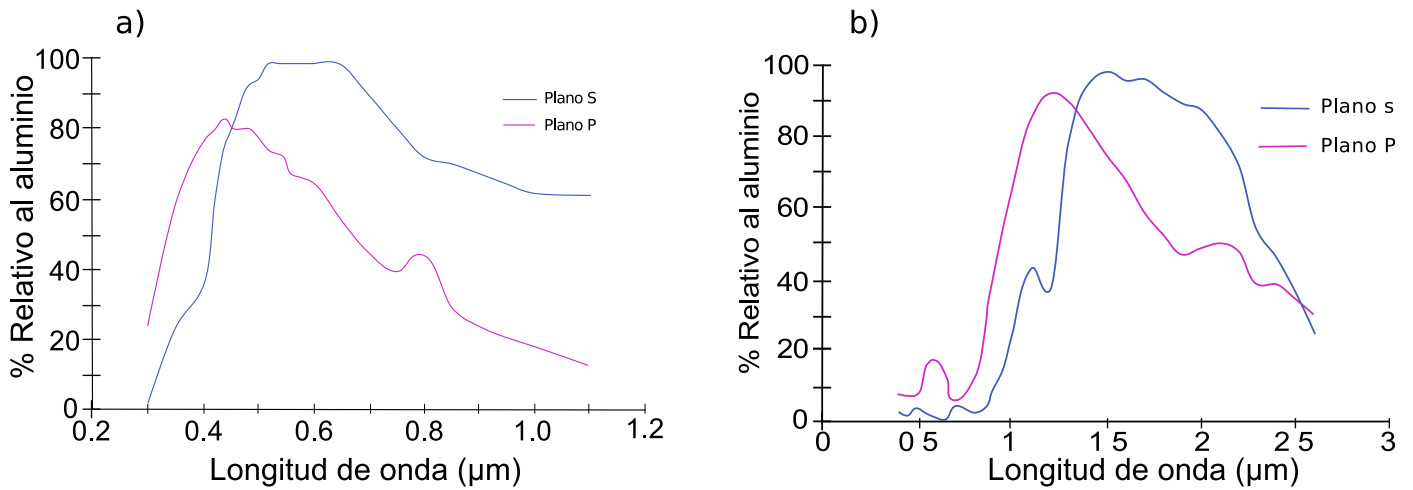 a)
% Relativo al aluminio
100
80
60
40
20
0
0.2
0.4
0.6
0.8
1.0
1.2
Longitud de onda (µm)
Plano S
Plano P
b)
% Relativo al aluminio
100
80
60
40
20
0
0
0 5
1
1 5
2
2 5
3
Longitud de onda (µm)
Plano s
Plano P